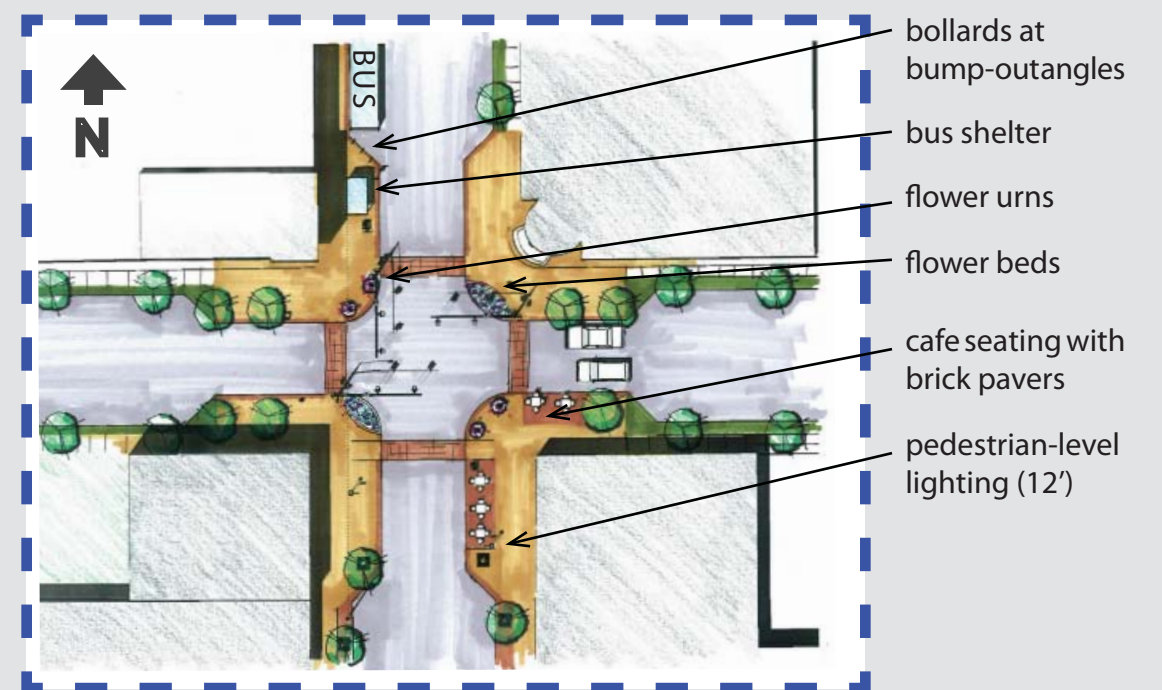 BUS
N
bollards at
bump-outangles
bus shelter
flower urns
flower beds
cafe seating with
brick pavers
pedestrian-level
lighting (12’)